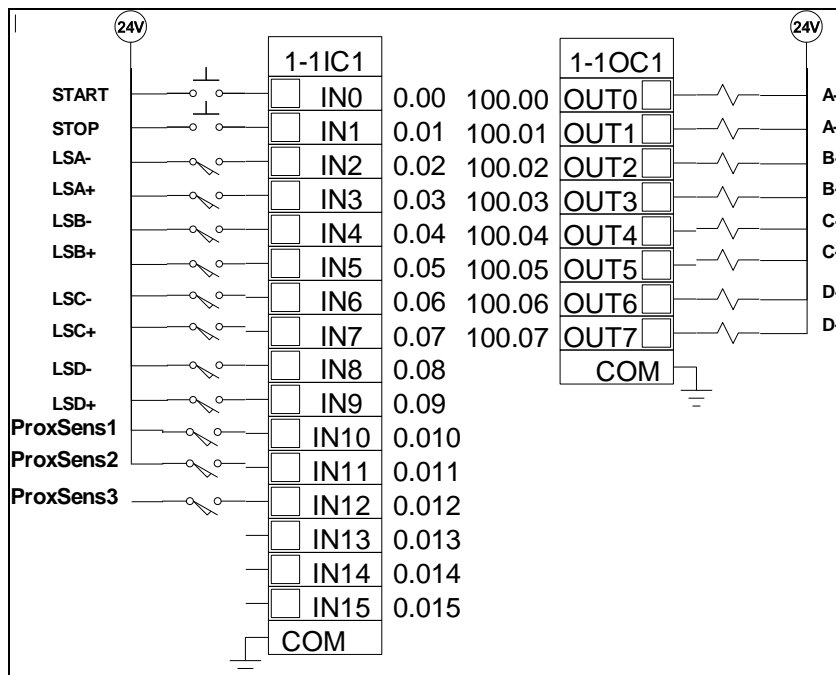 24V
24V
1-1IC1
1-1OC1
START IN0 0.00 100.00 OUT0 A-
STOP IN1 0.01 100.01 OUT1 A-
LSA- IN2 0.02 100.02 OUT2 B-
LSA+ IN3 0.03 100.03 OUT3 B-
LSB- IN4 0.04 100.04 OUT4 C-
LSB+ IN5 0.05 100.05 OUT5 C-
LSC- IN6 0.06 100.06 OUT6 D-
LSC+ IN7 0.07 100.07 OUT7 D-
LSD- IN8 0.08 COM
LSD+ IN9 0.09
ProxSens1 IN10 0.010
ProxSens2 IN11 0.011
ProxSens3 IN12 0.012
IN13 0.013
IN14 0.014
IN15 0.015
COM